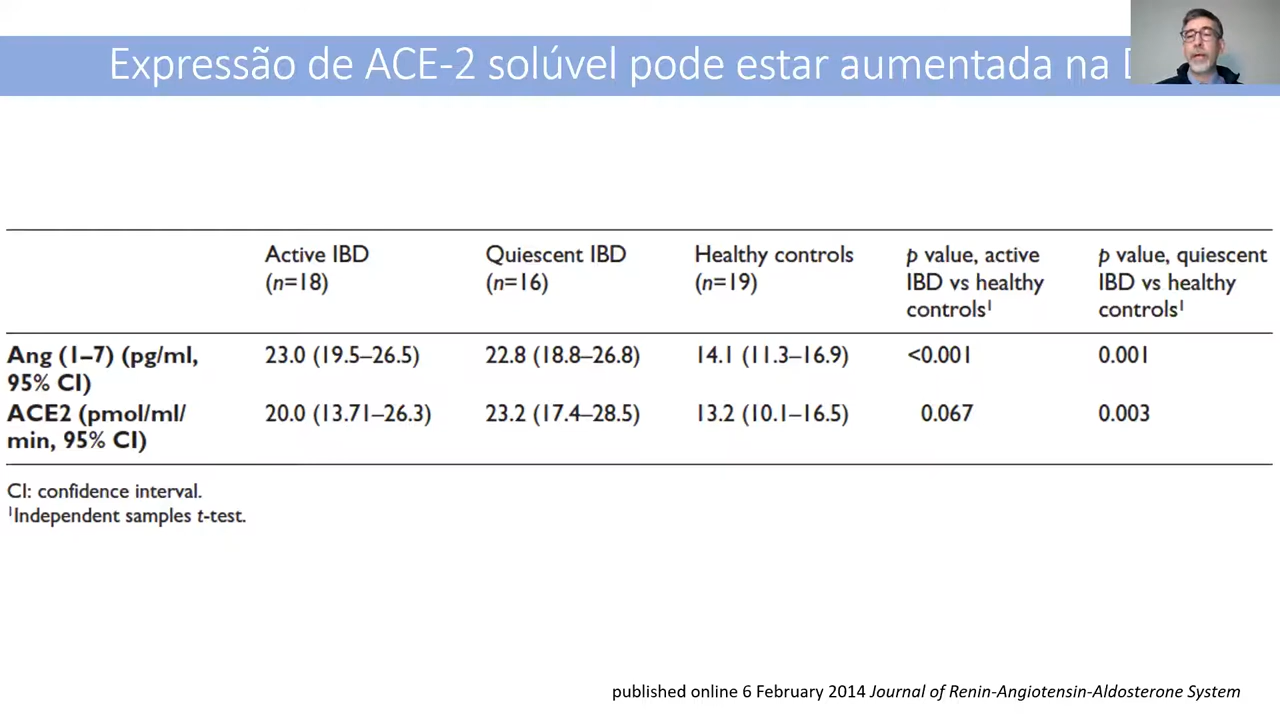 Expressão de ACE-2 solúvel pode estar aumentada na
Active IBD Quiescent IBD Healthy controls p value, active p value, quiescent
(n=18) (n=16) (n=19) IBD vs healthy IBD vs healthy
controls¹ controls¹
Ang (1–7) (pg/ml, 23.0 (19.5–26.5) 22.8 (18.8–26.8) 14.1 (11.3–16.9) <0.001 0.001
95% CI)
ACE2 (pmol/ml/ 20.0 (13.71–26.3) 23.2 (17.4–28.5) 13.2 (10.1–16.5) 0.067 0.003
min, 95% CI)
CI: confidence interval.
¹Independent samples t-test.
published online 6 February 2014 Journal of Renin-Angiotensin-Aldosterone System